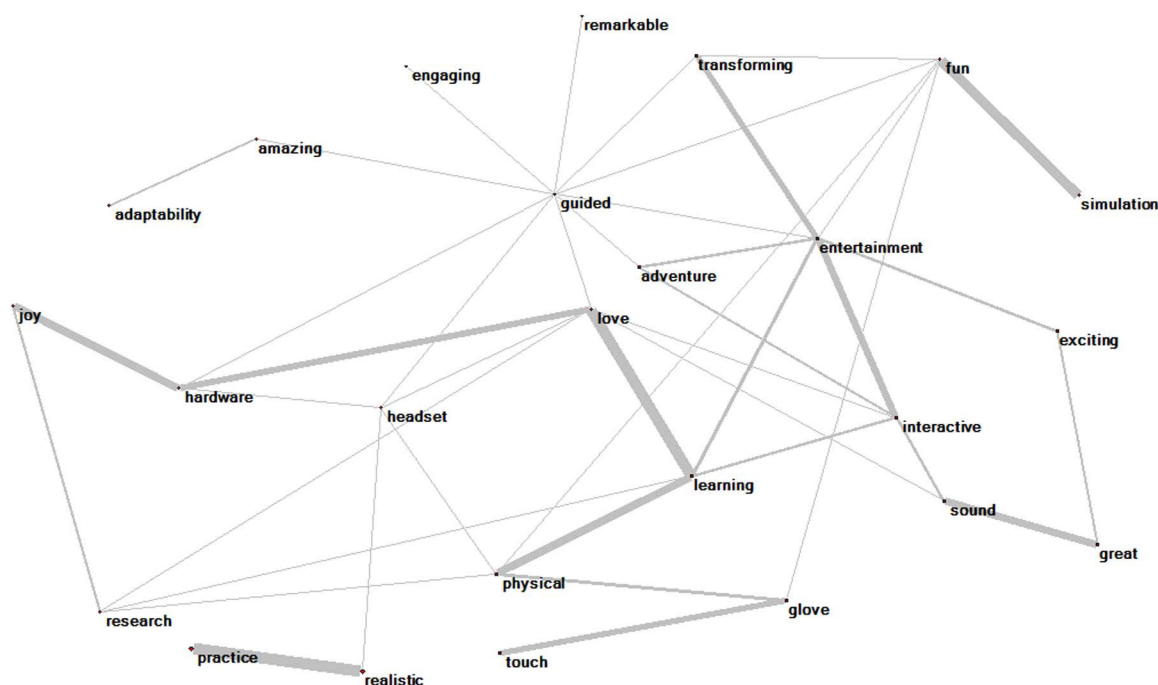 remarkable
transforming
fun
engaging
amazing
adaptability
guided
simulation
entertainment
adventure
joy
love
exciting
hardware
headset
interactive
learning
sound
great
physical
glove
research
practice
touch
realistic